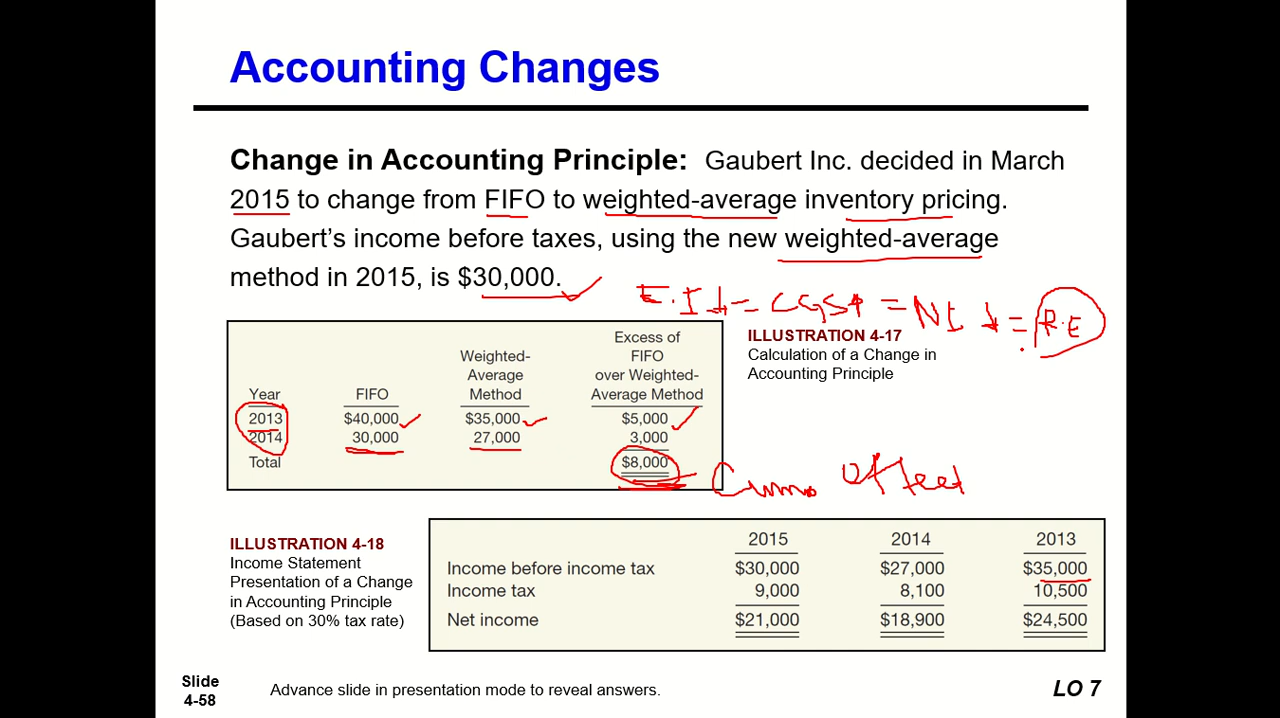 Accounting Changes
Change in Accounting Principle: Gaubert Inc. decided in March
2015 to change from FIFO to weighted-average inventory pricing.
Gaubert's income before taxes, using the new weighted-average
method in 2015, is $30,000.
E.I ↓ = CGS↑ = NI ↓ = R.E
Excess of
Weighted- FIFO
Average over Weighted-
Year FIFO Method Average Method
2013 $40,000 $35,000 $5,000
2014 30,000 27,000 3,000
Total $8,000
ILLUSTRATION 4-17
Calculation of a Change in
Accounting Principle
effect
ILLUSTRATION 4-18
Income Statement
Presentation of a Change
in Accounting Principle
(Based on 30% tax rate)
2015 2014 2013
Income before income tax $30,000 $27,000 $35,000
Income tax 9,000 8,100 10,500
Net income $21,000 $18,900 $24,500
Slide
4-58
Advance slide in presentation mode to reveal answers.
LO 7